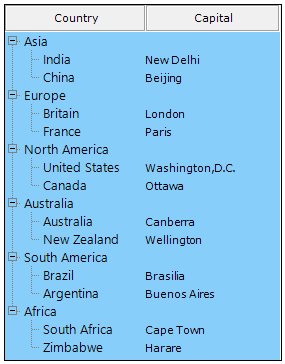 Country Capital
Asia
India New Delhi
China Beijing
Europe
Britain London
France Paris
North America
United States Washington,D.C.
Canada Ottawa
Australia
Australia Canberra
New Zealand Wellington
South America
Brazil Brasilia
Argentina Buenos Aires
Africa
South Africa Cape Town
Zimbabwe Harare